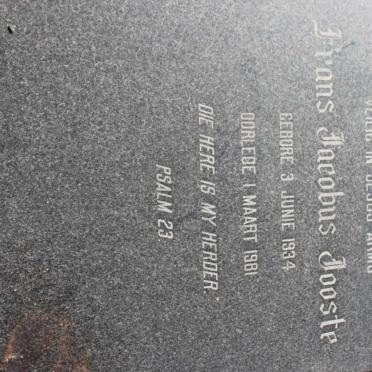 VEILIG IN JESUS ARMS
Frans Jacobus Jooste
GEBORE 3 JUNIE 1934
OORLEDE 1 MAART 1981
DIE HERE IS MY HERDER.
PSALM 23